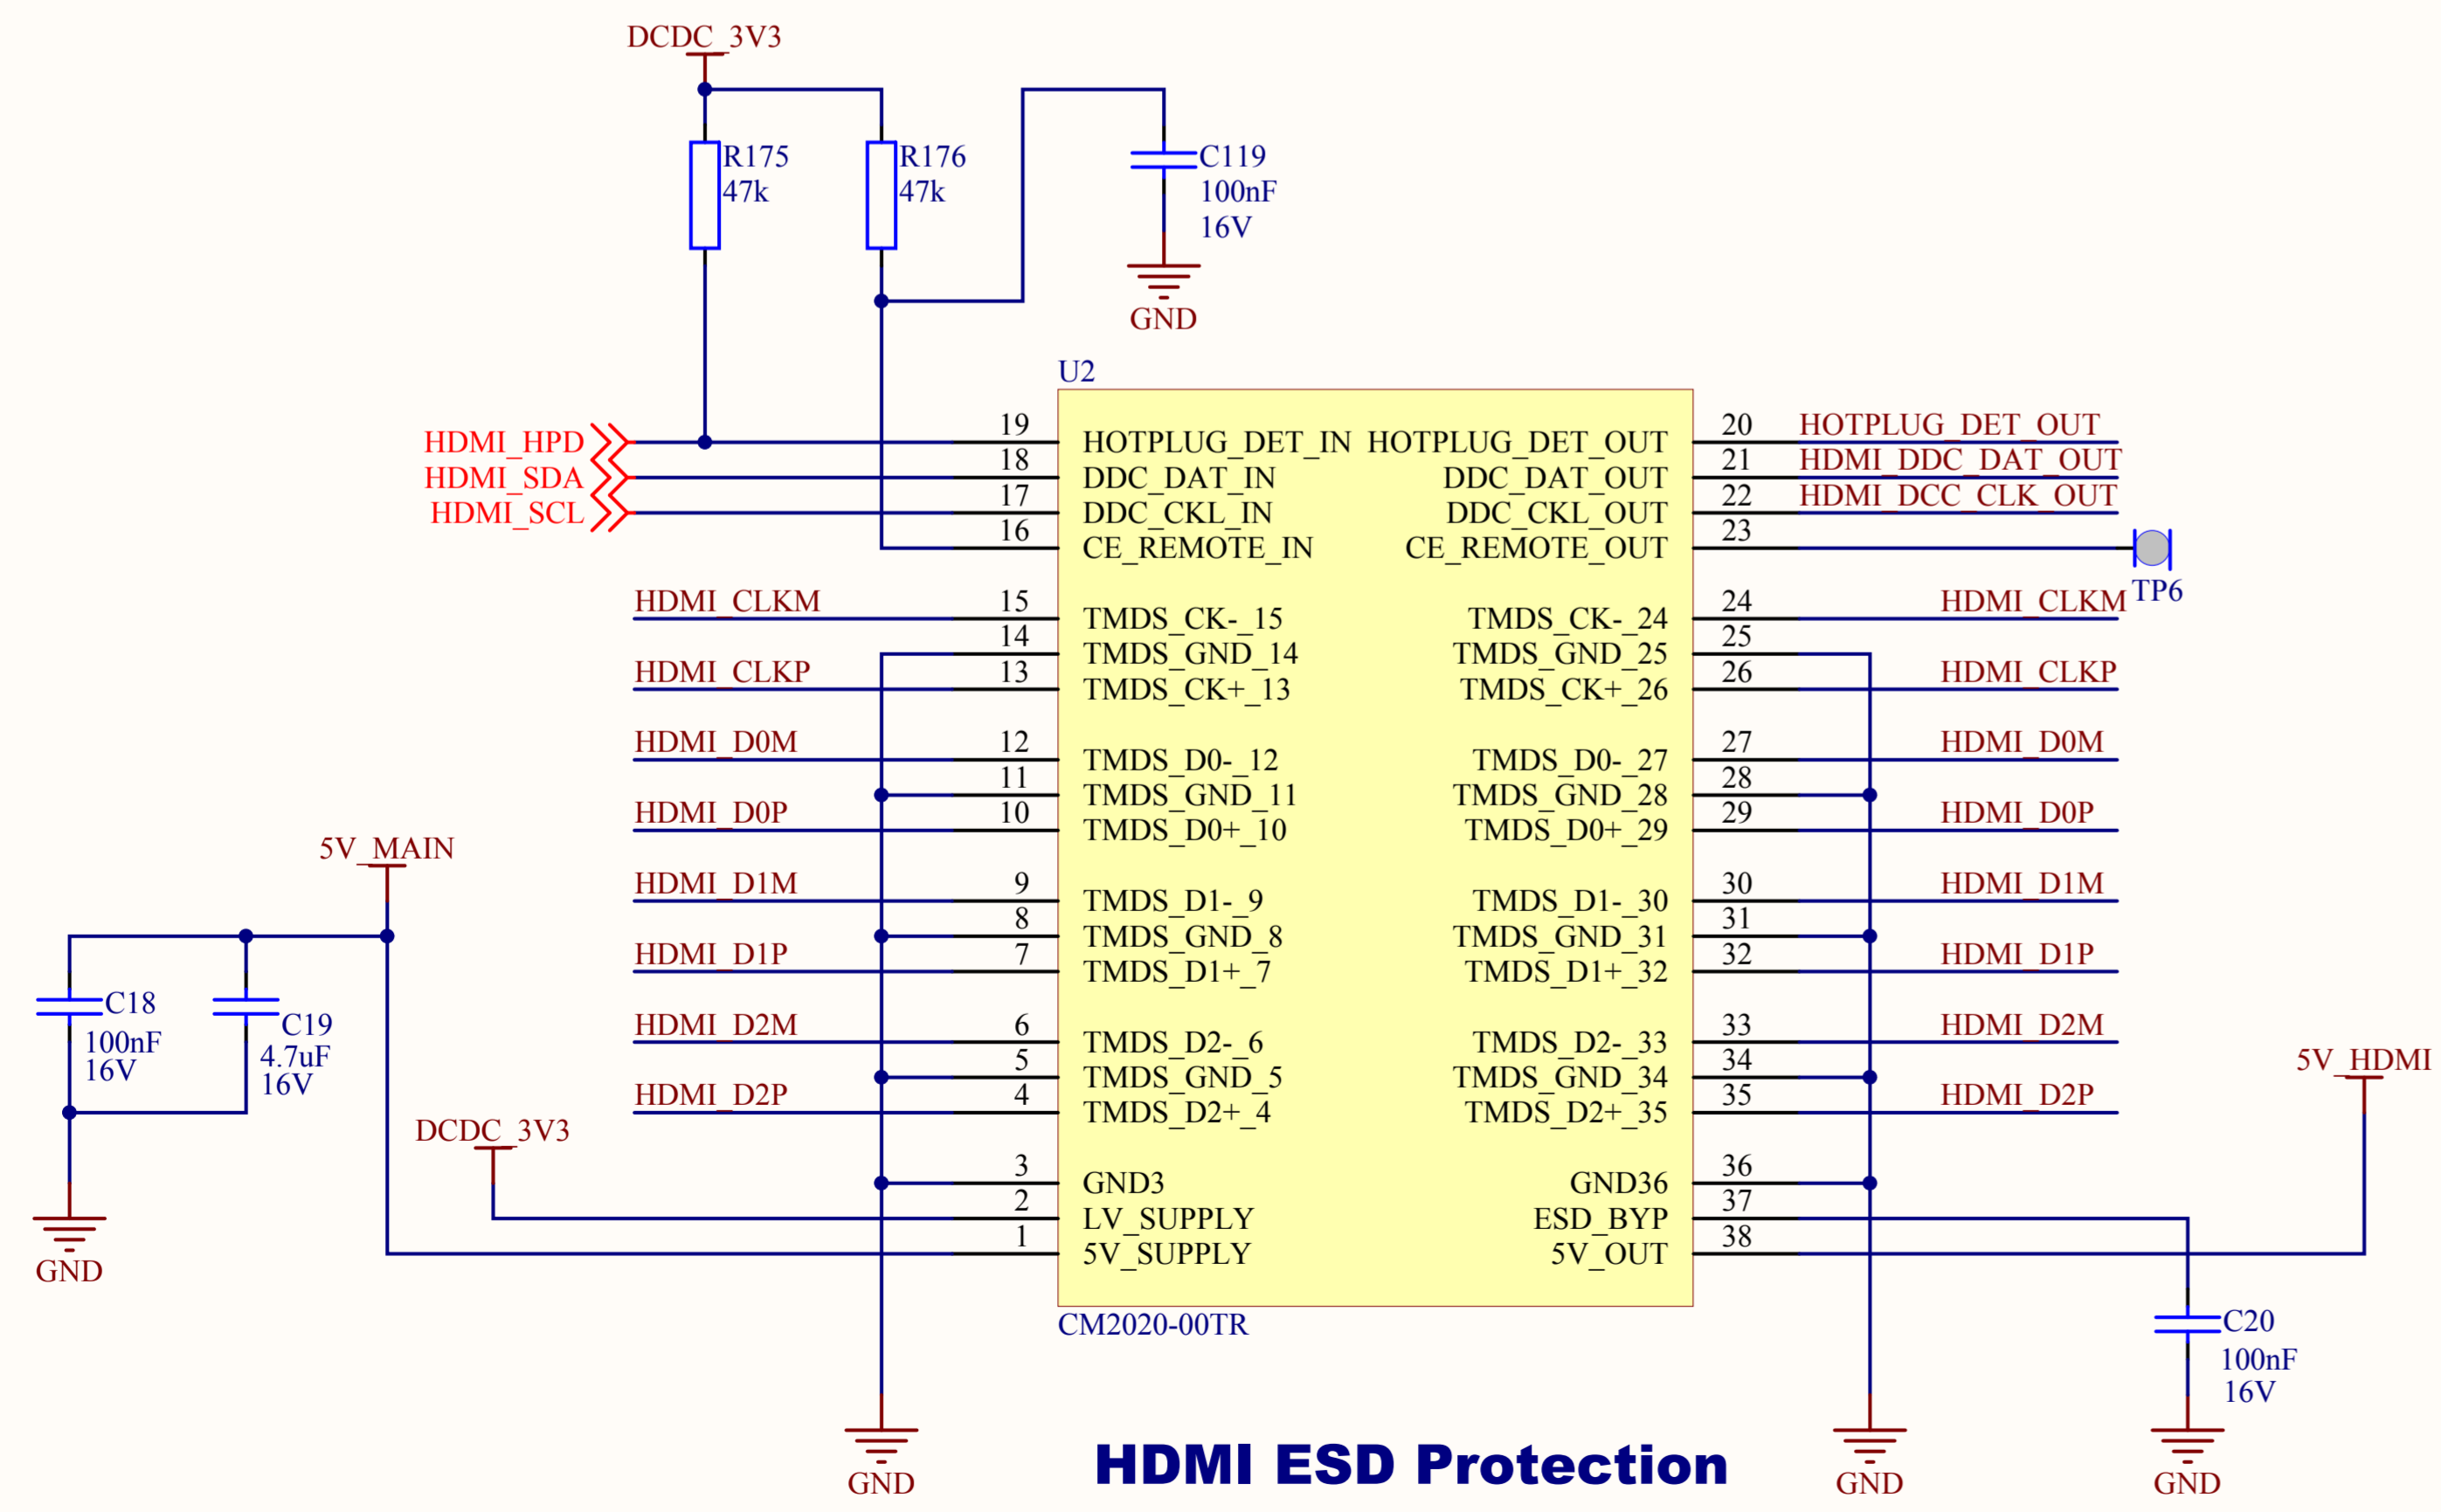 DCDC_3V3
R175
47k
R176
47k
C119
100nF
16V
GND
U2
HDMI_HPD
HDMI_SDA
HDMI_SCL
19
HOTPLUG_DET_IN
HOTPLUG_DET_OUT
20
HOTPLUG_DET_OUT
18
DDC_DAT_IN
DDC_DAT_OUT
21
HDMI_DDC_DAT_OUT
17
DDC_CKL_IN
DDC_CKL_OUT
22
HDMI_DCC_CLK_OUT
16
CE_REMOTE_IN
CE_REMOTE_OUT
23
TP6
HDMI_CLKM
15
TMDS_CK-_15
TMDS_CK-_24
24
HDMI_CLKM
14
TMDS_GND_14
TMDS_GND_25
25
HDMI_CLKP
13
TMDS_CK+_13
TMDS_CK+_26
26
HDMI_CLKP
HDMI_D0M
12
TMDS_D0-_12
TMDS_D0-_27
27
HDMI_D0M
11
TMDS_GND_11
TMDS_GND_28
28
HDMI_D0P
10
TMDS_D0+_10
TMDS_D0+_29
29
HDMI_D0P
HDMI_D1M
9
TMDS_D1-_9
TMDS_D1-_30
30
HDMI_D1M
8
TMDS_GND_8
TMDS_GND_31
31
HDMI_D1P
7
TMDS_D1+_7
TMDS_D1+_32
32
HDMI_D1P
HDMI_D2M
6
TMDS_D2-_6
TMDS_D2-_33
33
HDMI_D2M
5
TMDS_GND_5
TMDS_GND_34
34
HDMI_D2P
4
TMDS_D2+_4
TMDS_D2+_35
35
HDMI_D2P
3
GND3
GND36
36
2
LV_SUPPLY
ESD_BYP
37
1
5V_SUPPLY
5V_OUT
38
CM2020-00TR
5V_MAIN
C18
100nF
16V
C19
4.7uF
16V
GND
DCDC_3V3
5V_HDMI
C20
100nF
16V
GND
GND
GND
HDMI ESD Protection